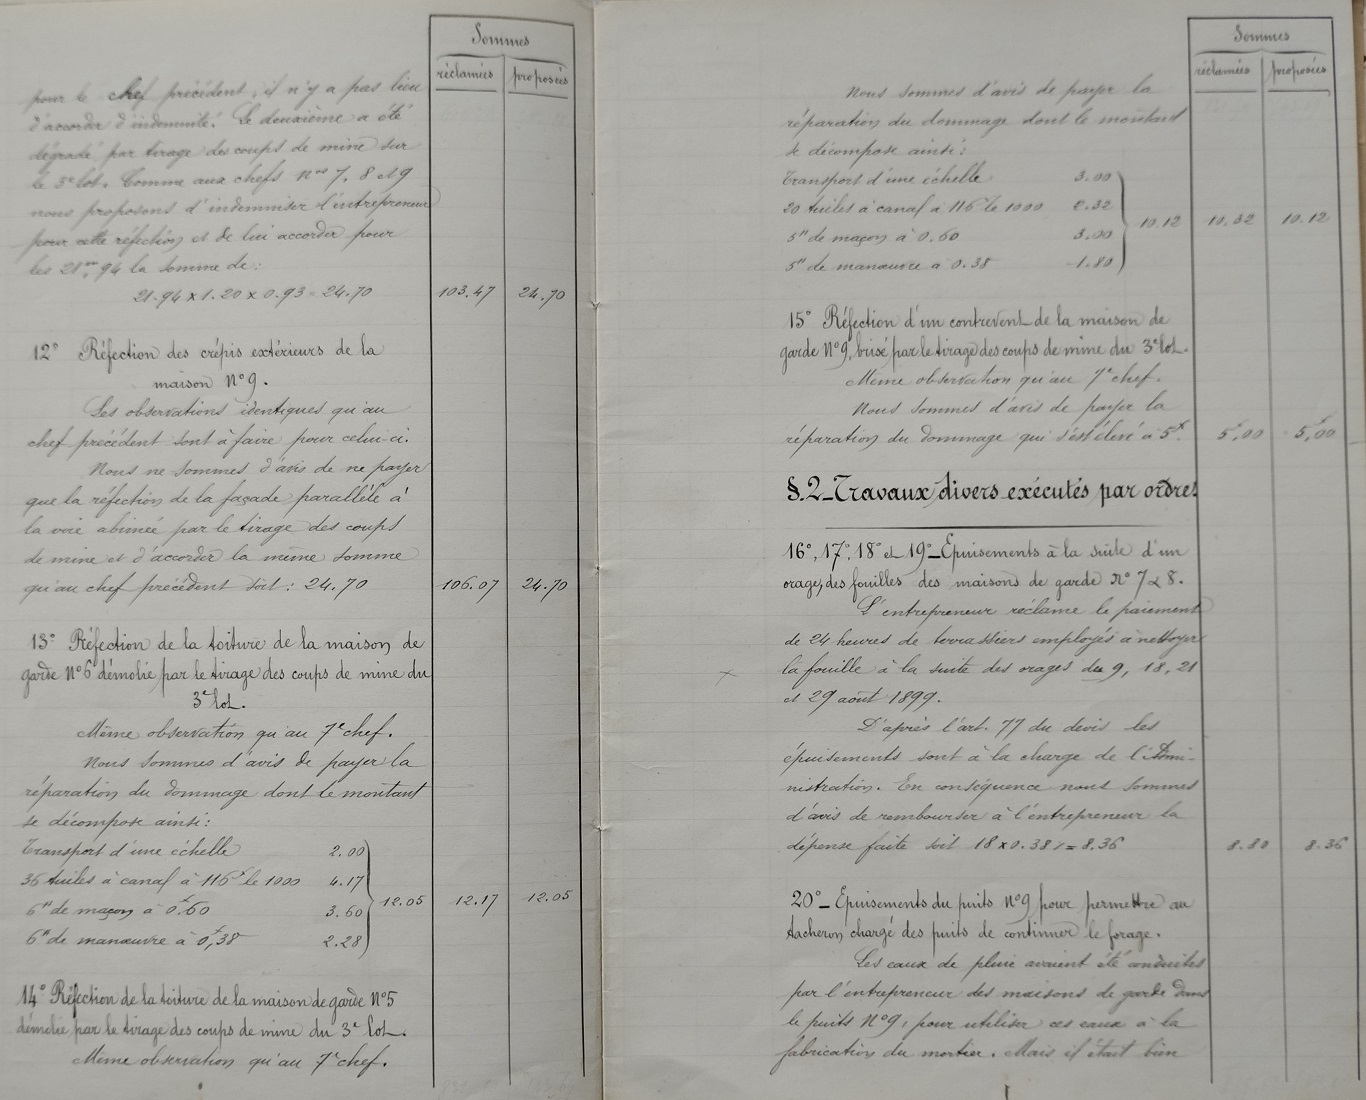 Sommes
réclamées proposées
pour le chef précédent, il n'y a pas lieu
d'accorder d'indemnité. Le deuxième a été
dégradé par tirage des coups de mine sur
le 3e lot. Comme aux chefs Nos 7, 8 et 9
nous proposons d'indemniser l'entrepreneur
pour cette réfection et de lui accorder pour
les 21m 94 la somme de:
21.94 x 1.20 x 0.93 = 24.70 103.47 24.70
12° Réfection des crépis extérieurs de la
maison N°9.
Les observations identiques qu'au
chef précédent sont à faire pour celui-ci.
Nous ne sommes d'avis de ne payer
que la réfection de la façade parallèle à
la voie abimée par le tirage des coups
de mine et d'accorder la même somme
qu'au chef précédent soit: 24.70 106.07 24.70
13° Réfection de la toiture de la maison de
garde N°6 démolie par le tirage des coups de mine du
3e lot.
Même observation qu'au 7e chef.
Nous sommes d'avis de payer la
réparation du dommage dont le montant
se décompose ainsi:
Transport d'une échelle 2.00
36 tuiles à canal à 116f le 1000 4.17
6h de maçon à 0f.60 3.60 12.05 12.17 12.05
6h de manœuvre à 0f,38 2.28
14° Réfection de la toiture de la maison de garde N°5
démolie par le tirage des coups de mine du 3e lot.
Même observation qu'au 7e chef.
Sommes
réclamées proposées
Nous sommes d'avis de payer la
réparation du dommage dont le montant
se décompose ainsi:
Transport d'une échelle 3.00
20 tuiles à canal à 116f le 1000 2.32
5h de maçon à 0.60 3.00 10.12 10.32 10.12
5h de manœuvre à 0.38 1.80
15° Réfection d'un contrevent de la maison de
garde N°9, brisé par le tirage des coups de mine du 3e lot.
Même observation qu'au 7e chef.
Nous sommes d'avis de payer la
réparation du dommage qui s'est élevé à 5f. 5f,00 5f,00
§.2_Travaux divers exécutés par ordres
16°, 17°, 18° et 19°_Epuisements à la suite d'un
orage, des fouilles des maisons de garde N° 7 & 8.
L'entrepreneur réclame le paiement
de 24 heures de terrassiers employés à nettoyer
la fouille à la suite des orages du 9, 18, 21
et 29 août 1899.
D'après l'art. 77 du devis les
épuisements sont à la charge de l'Admi-
nistration. En conséquence nous sommes
d'avis de rembourser à l'entrepreneur la
dépense faite soit 18 x 0.38 = 8.36 8.80 8.36
20°_Epuisements du puits N°9 pour permettre au
tacheron chargé des puits de continuer le forage.
Les eaux de pluie avaient été conduites
par l'entrepreneur des maisons de garde dans
le puits N°9, pour utiliser ces eaux à la
fabrication du mortier. Mais il était bien